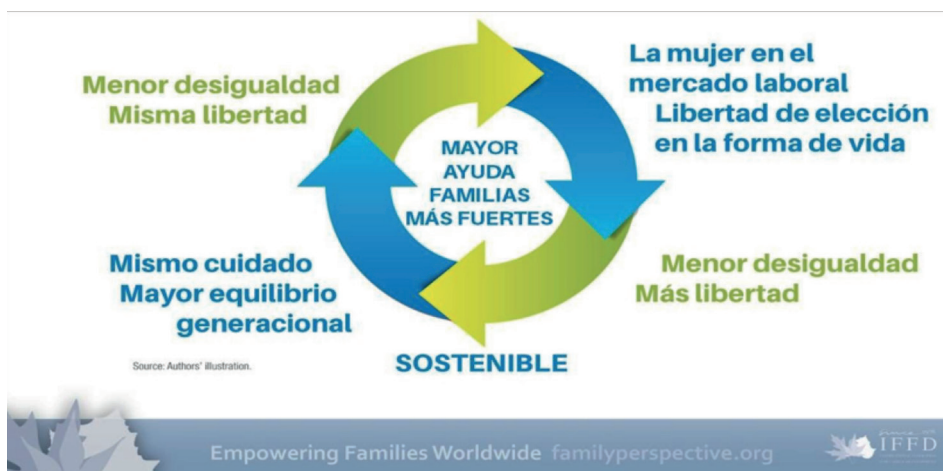 Menor desigualdad
Misma libertad
La mujer en el
mercado laboral
Libertad de elección
en la forma de vida
MAYOR
AYUDA
FAMILIAS
MÁS FUERTES
Mismo cuidado
Mayor equilibrio
generacional
Menor desigualdad
Más libertad
SOSTENIBLE
Source: Authors' illustration.
Empowering Families Worldwide familyperspective.org
IFFD